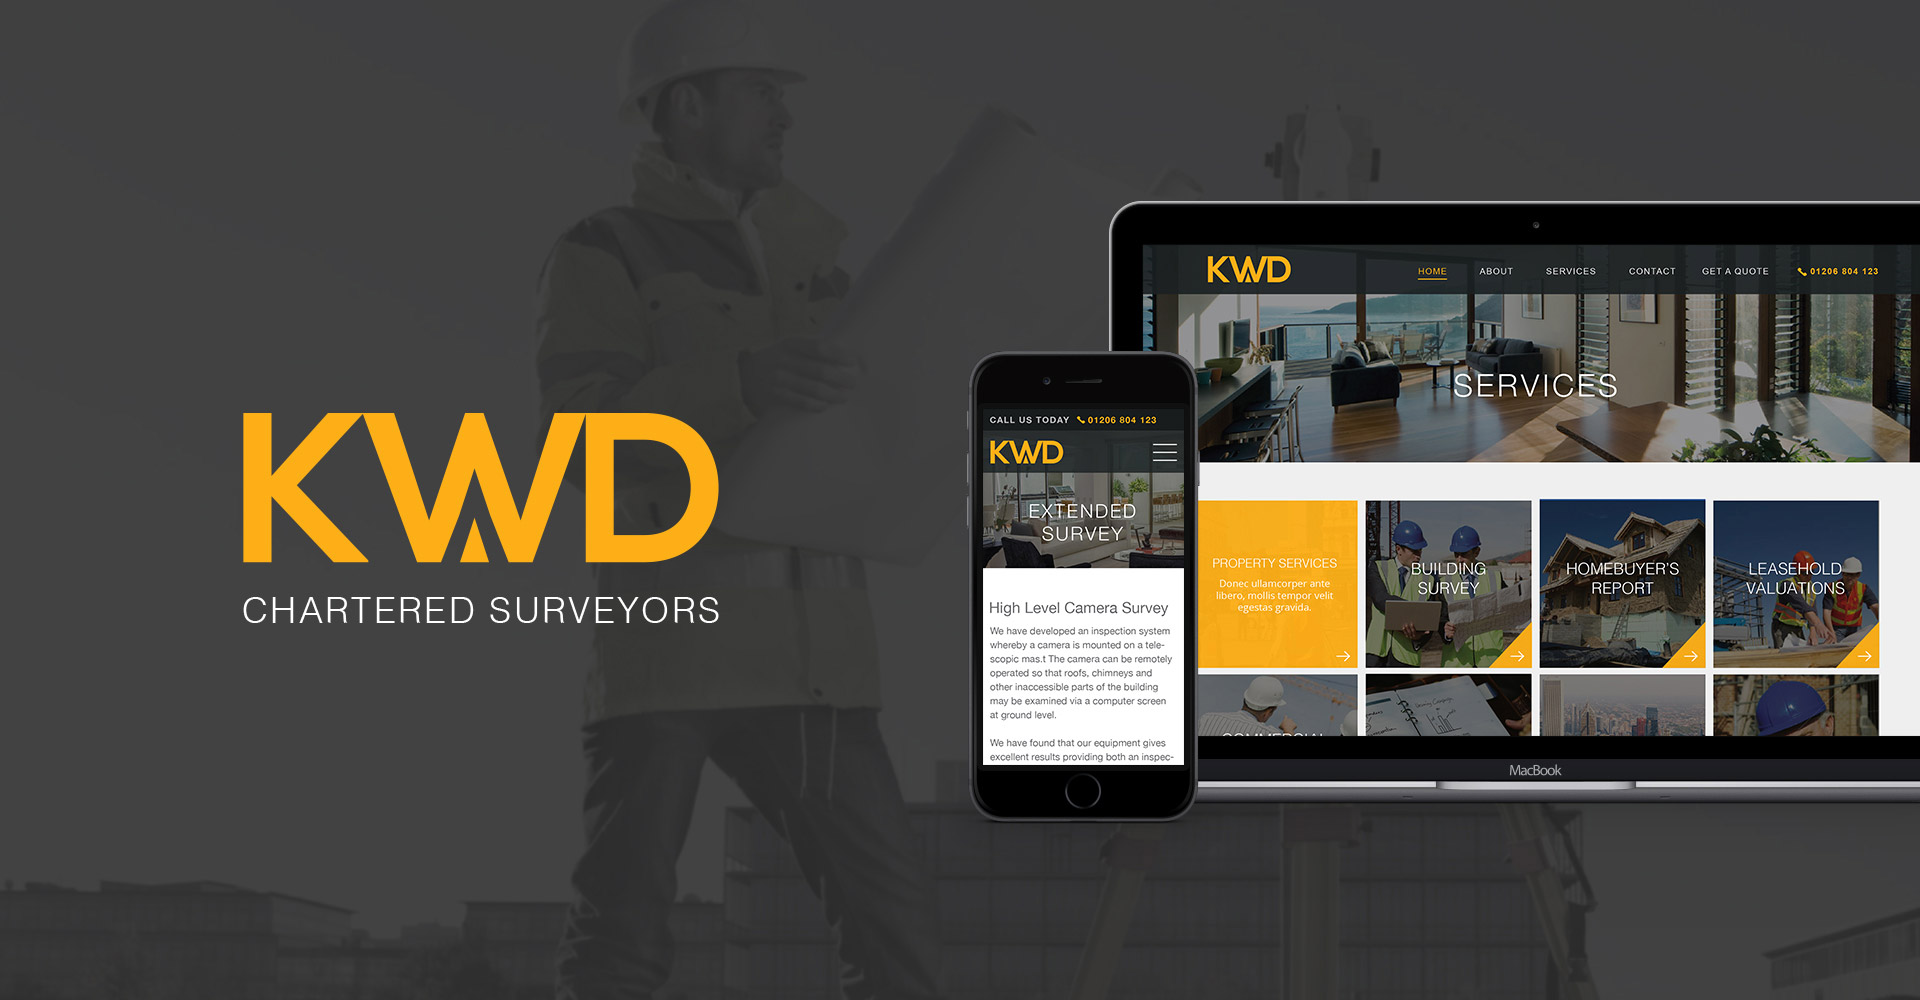 KWD
CHARTERED SURVEYORS
CALL US TODAY 01206 804 123
KWD
EXTENDED
SURVEY
High Level Camera Survey
We have developed an inspection system
whereby a camera is mounted on a tele-
scopic mas.t The camera can be remotely
operated so that roofs, chimneys and
other inaccessible parts of the building
may be examined via a computer screen
at ground level.
We have found that our equipment gives
excellent results providing both an inspec-
KWD
HOME ABOUT SERVICES CONTACT GET A QUOTE 01206 804 123
SERVICES
PROPERTY SERVICES
Donec ullamcorper ante
libero, mollis tempor velit
egestas gravida.
BUILDING
SURVEY
HOMEBUYER'S
REPORT
LEASEHOLD
VALUATIONS
COMMERCIAL
MacBook